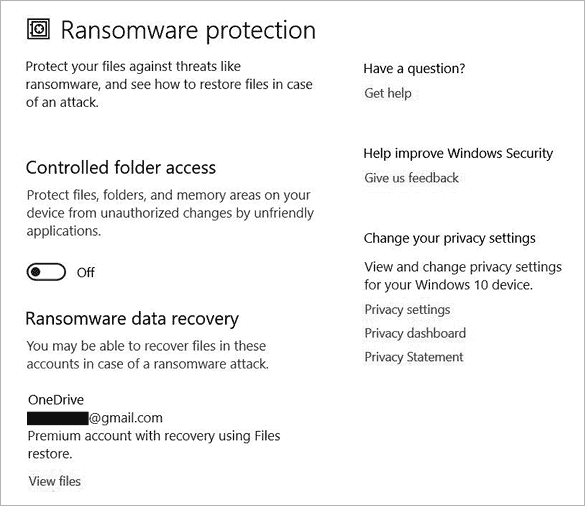 Ransomware protection
Protect your files against threats like
ransomware, and see how to restore files in case
of an attack.
Controlled folder access
Protect files, folders, and memory areas on your
device from unauthorized changes by unfriendly
applications.
Off
Ransomware data recovery
You may be able to recover files in these
accounts in case of a ransomware attack.
OneDrive
@gmail.com
Premium account with recovery using Files
restore.
View files
Have a question?
Get help
Help improve Windows Security
Give us feedback
Change your privacy settings
View and change privacy settings
for your Windows 10 device.
Privacy settings
Privacy dashboard
Privacy Statement